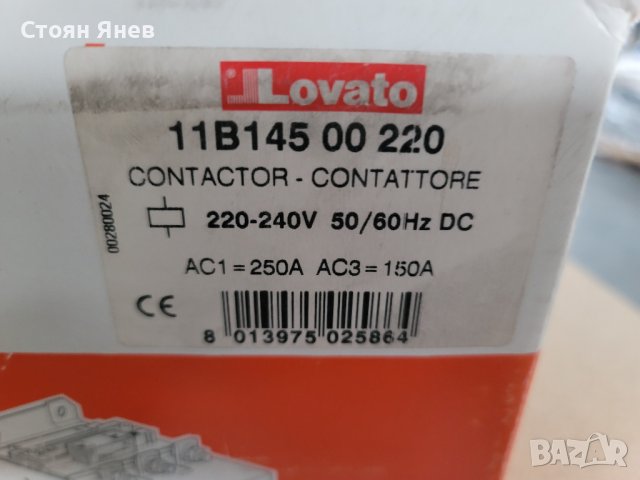 Стоян Янев
Lovato
11B145 00 220
CONTACTOR - CONTATTORE
220-240V 50/60Hz DC
AC1 = 250A AC3 = 150A
00280024
CE
8 013975 025864
BAZAR